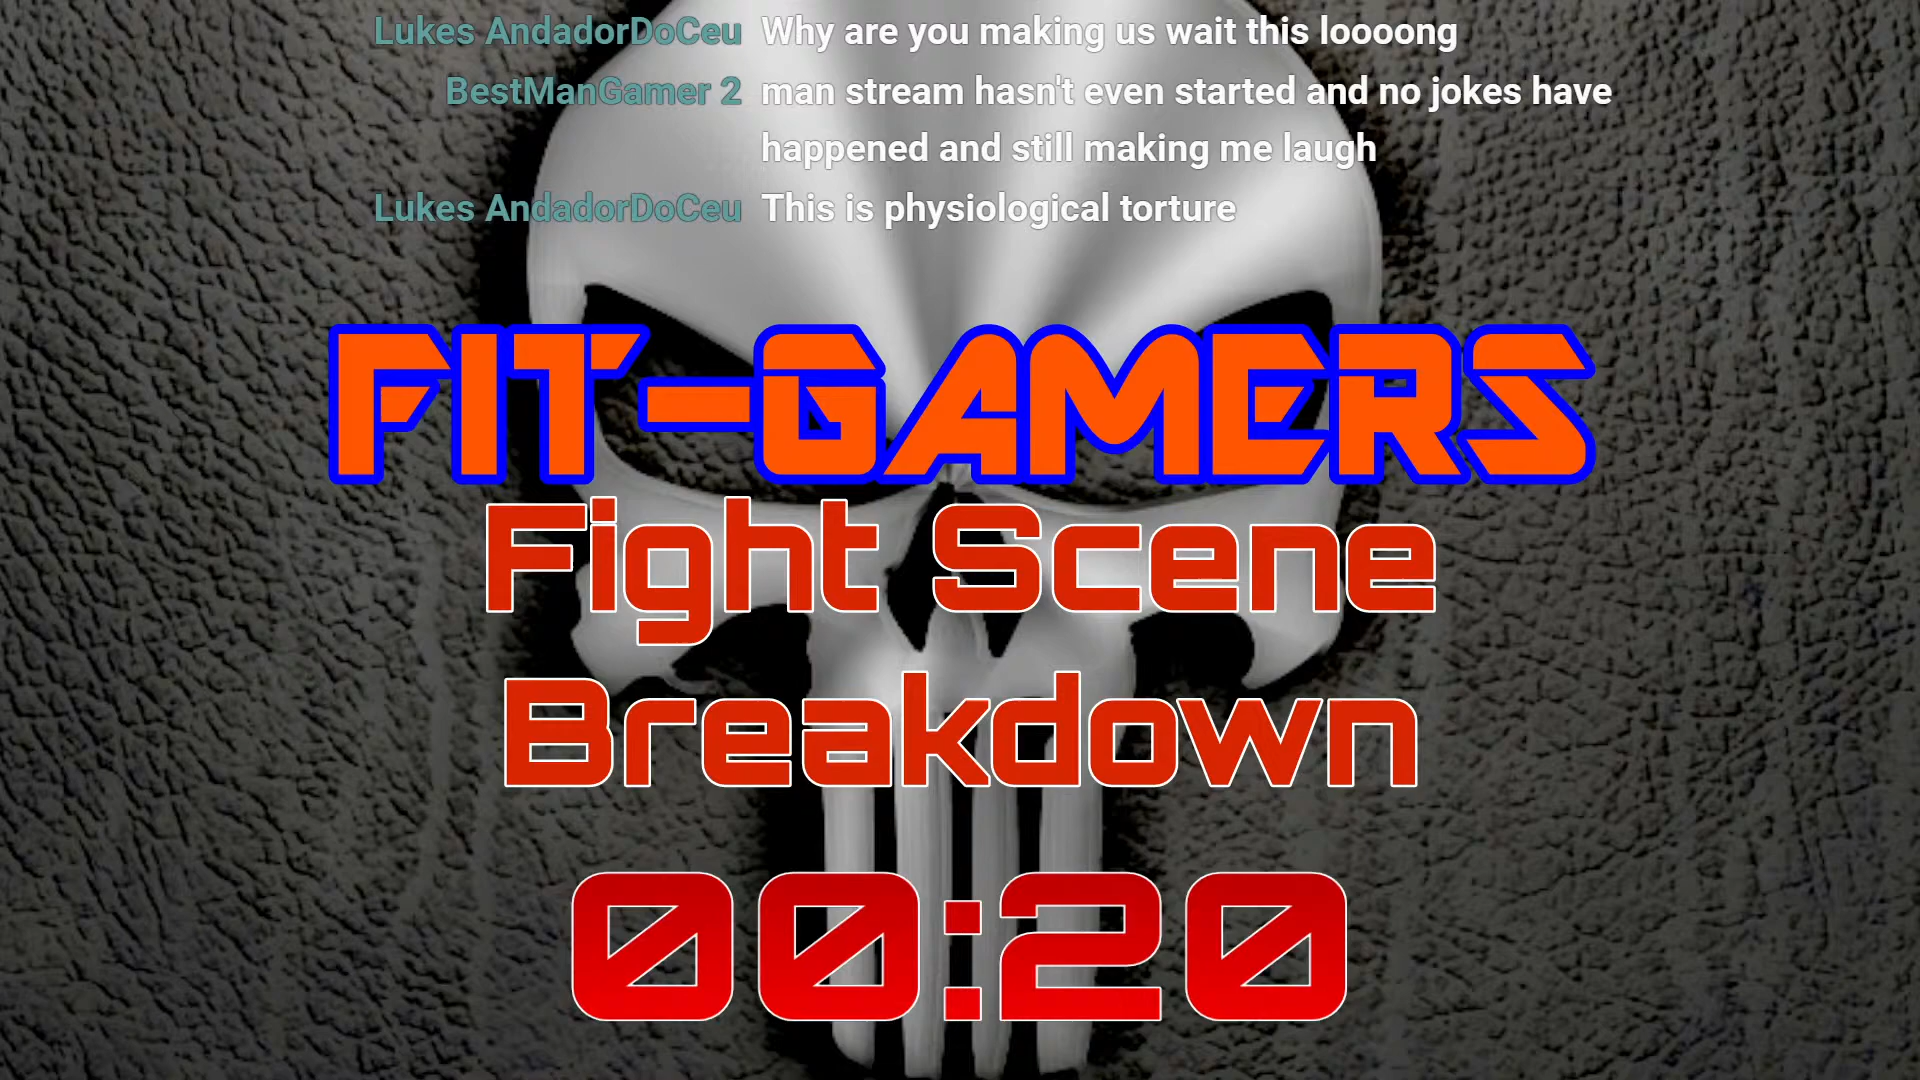 Lukes AndadorDoCeu Why are you making us wait this loooong
BestManGamer 2 man stream hasn't even started and no jokes have
happened and still making me laugh
Lukes AndadorDoCeu This is physiological torture
FIT-GAMERS
Fight Scene
Breakdown
00:20